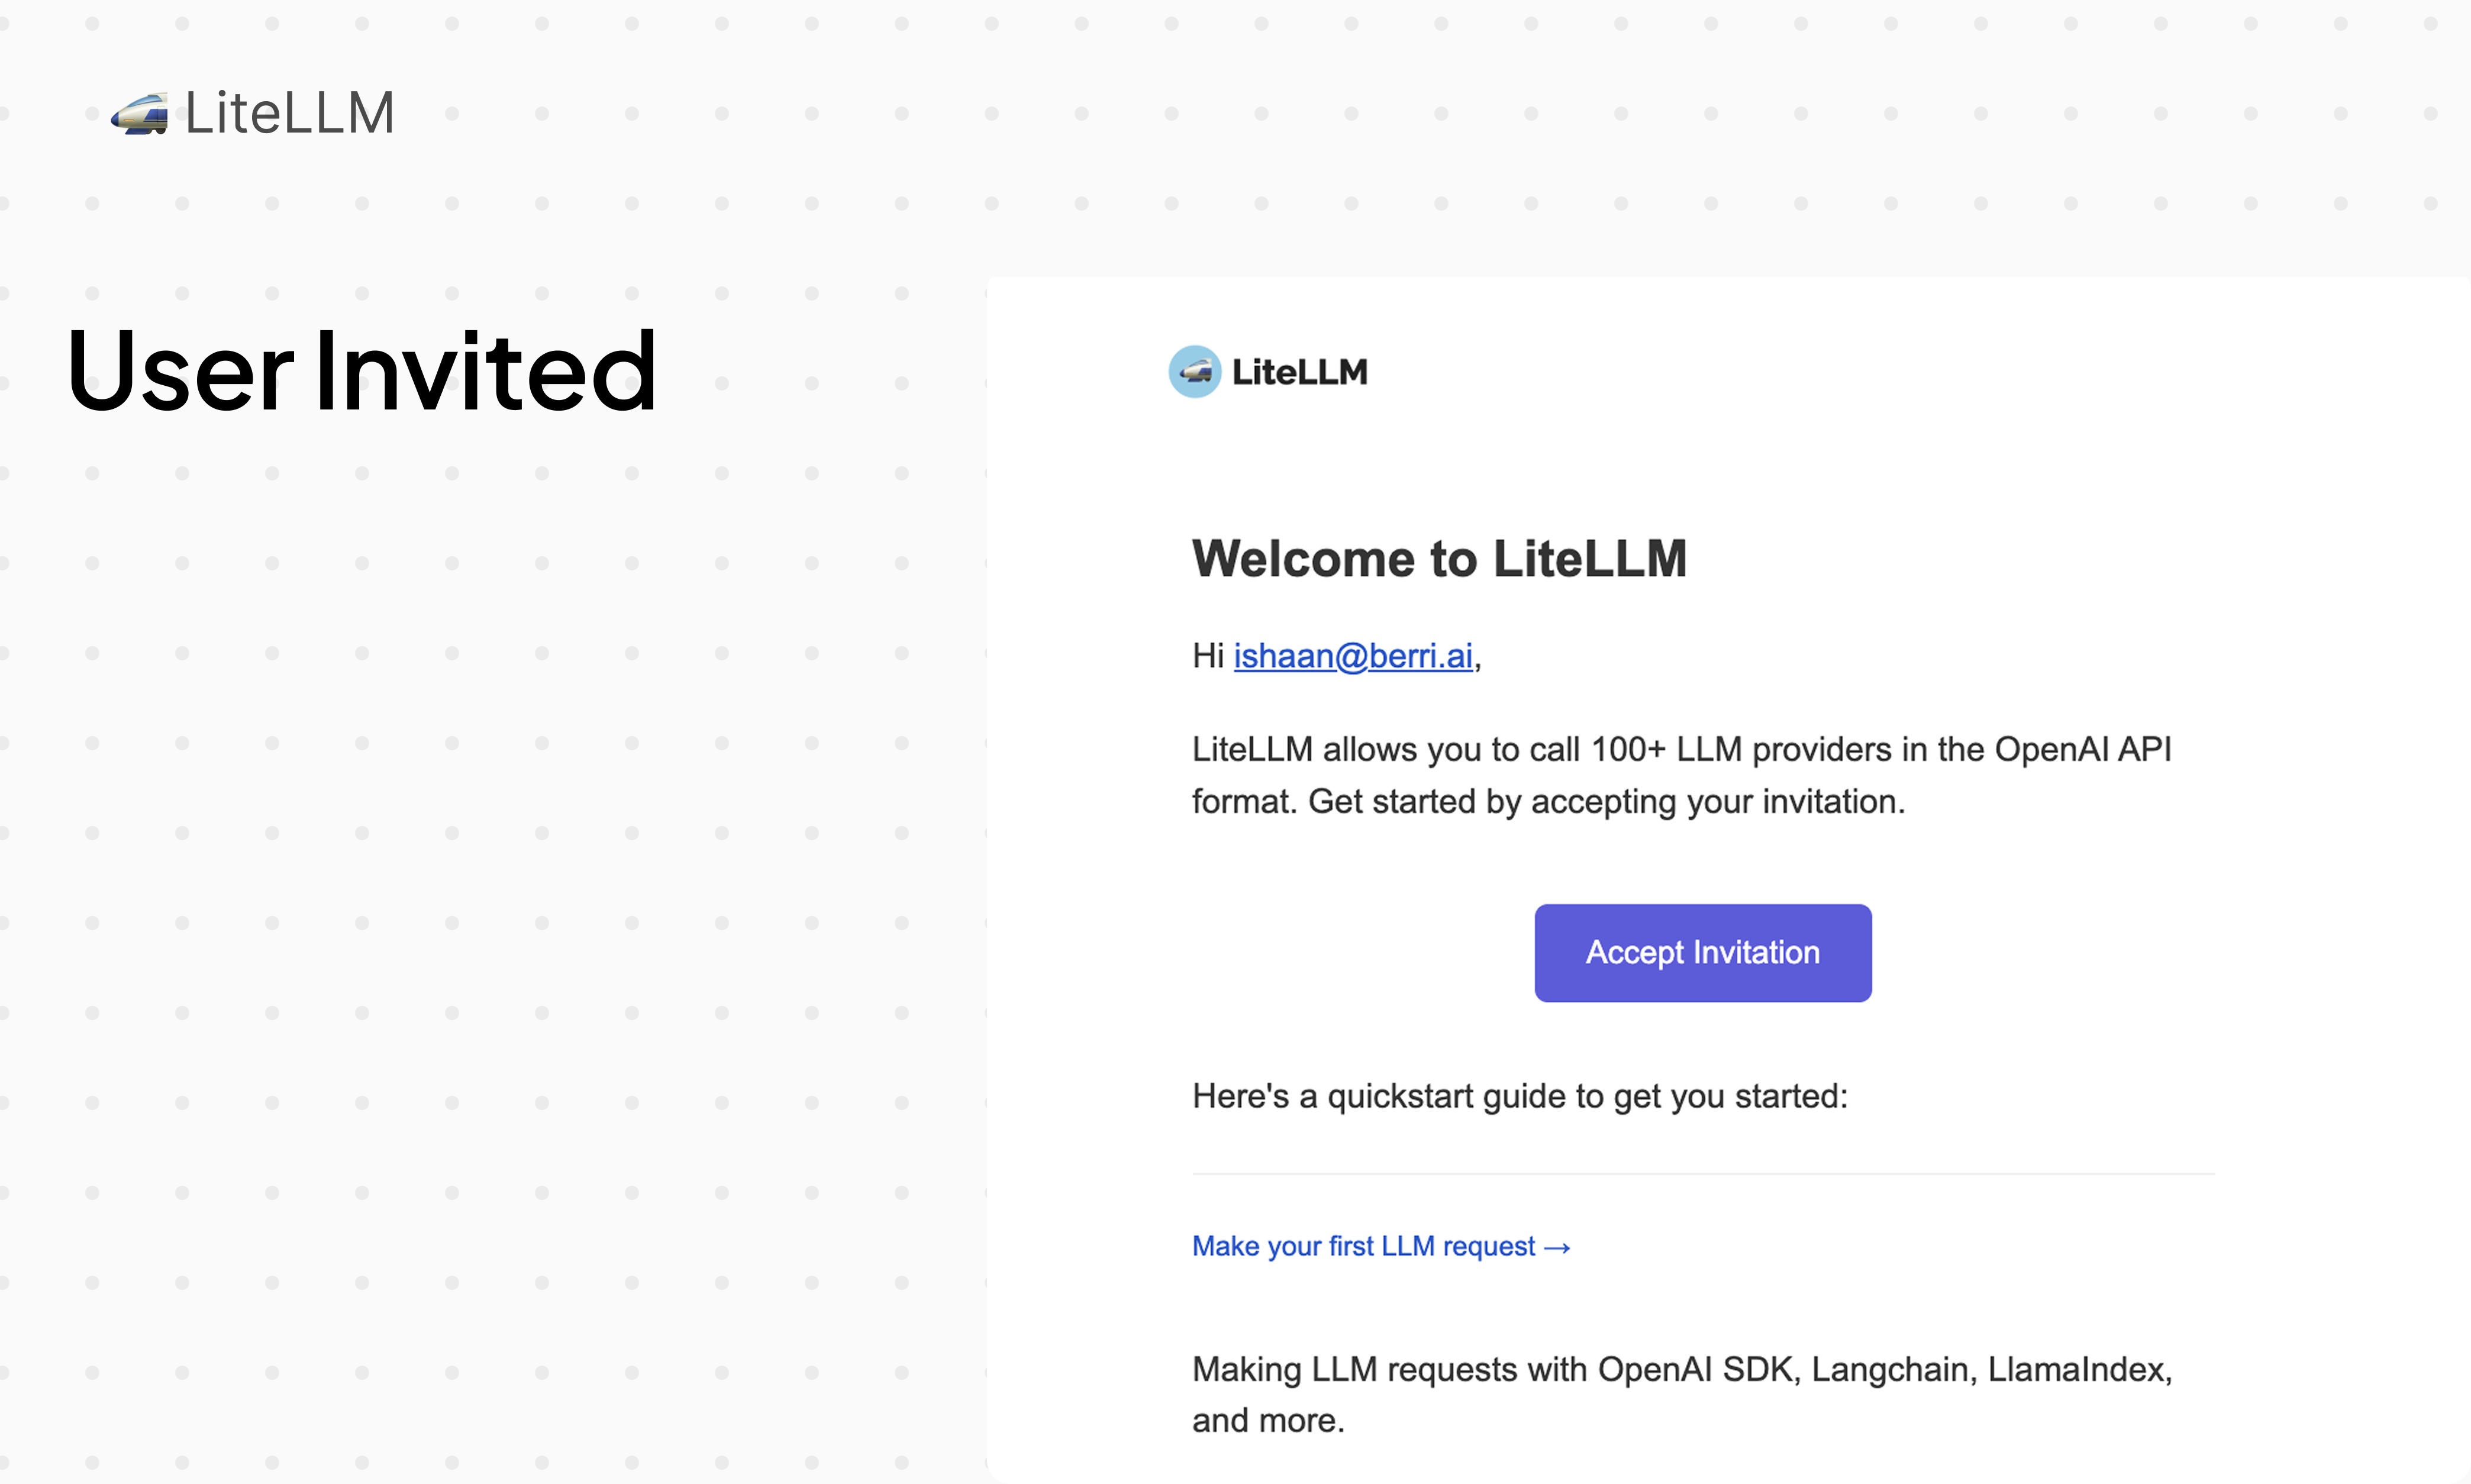 LiteLLM
User Invited
LiteLLM
Welcome to LiteLLM
Hi ishaan@berri.ai,
LiteLLM allows you to call 100+ LLM providers in the OpenAI API
format. Get started by accepting your invitation.
Accept Invitation
Here's a quickstart guide to get you started:
Make your first LLM request →
Making LLM requests with OpenAI SDK, Langchain, LlamaIndex,
and more.